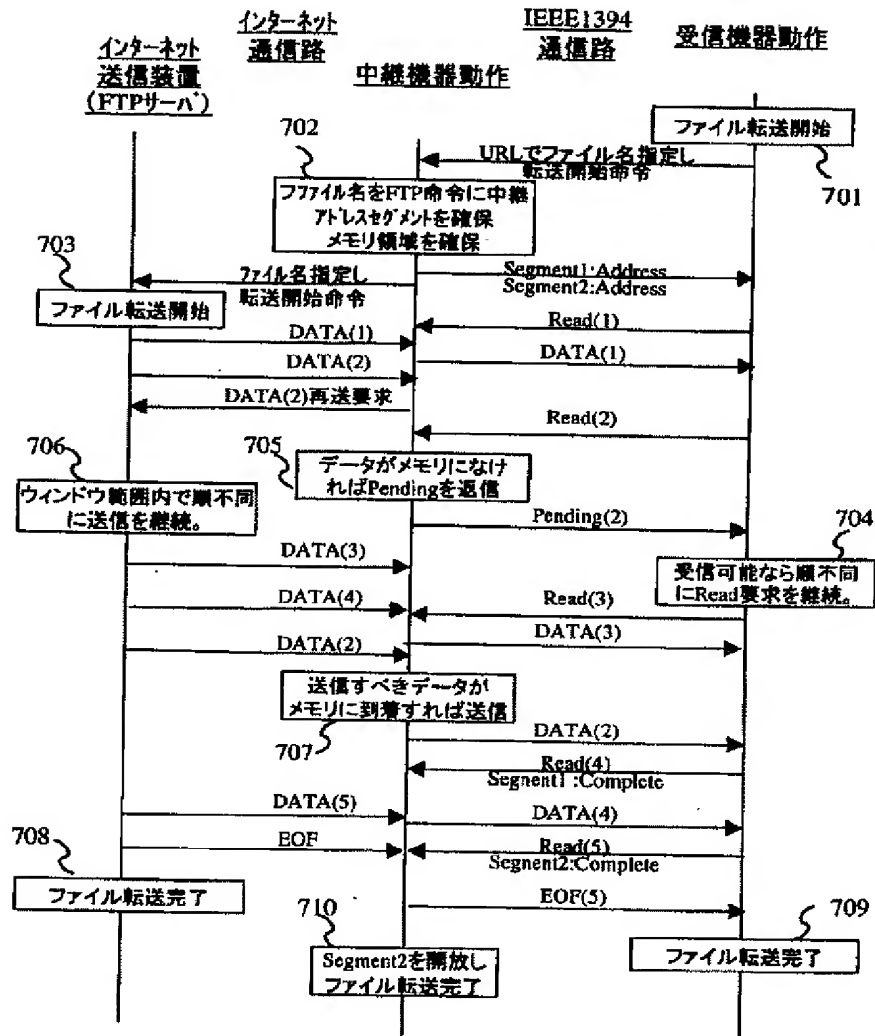 インターネット
送信装置
(FTPサーバ)
インターネット
通信路
中継機器動作
IEEE1394
通信路
受信機器動作
ファイル転送開始
701
702
URLでファイル名指定し
転送開始命令
フファイル名をFTP命令に中継
アドレスセグメントを確保
メモリ領域を確保
703
ファイル名指定し
転送開始命令
Segment1:Address
Segment2:Address
ファイル転送開始
Read(1)
DATA(1)
DATA(1)
DATA(2)
DATA(2)再送要求
Read(2)
706
705
データがメモリになけ
ればPendingを返信
ウィンドウ範囲内で順不同
に送信を継続。
Pending(2)
704
DATA(3)
受信可能なら順不同
にRead要求を継続。
DATA(4)
Read(3)
DATA(2)
DATA(3)
送信すべきデータが
メモリに到着すれば送信
707
DATA(2)
Read(4)
Segment1:Complete
DATA(5)
DATA(4)
708
EOF
Read(5)
Segment2:Complete
ファイル転送完了
EOF(5)
710
709
Segment2を開放し
ファイル転送完了
ファイル転送完了